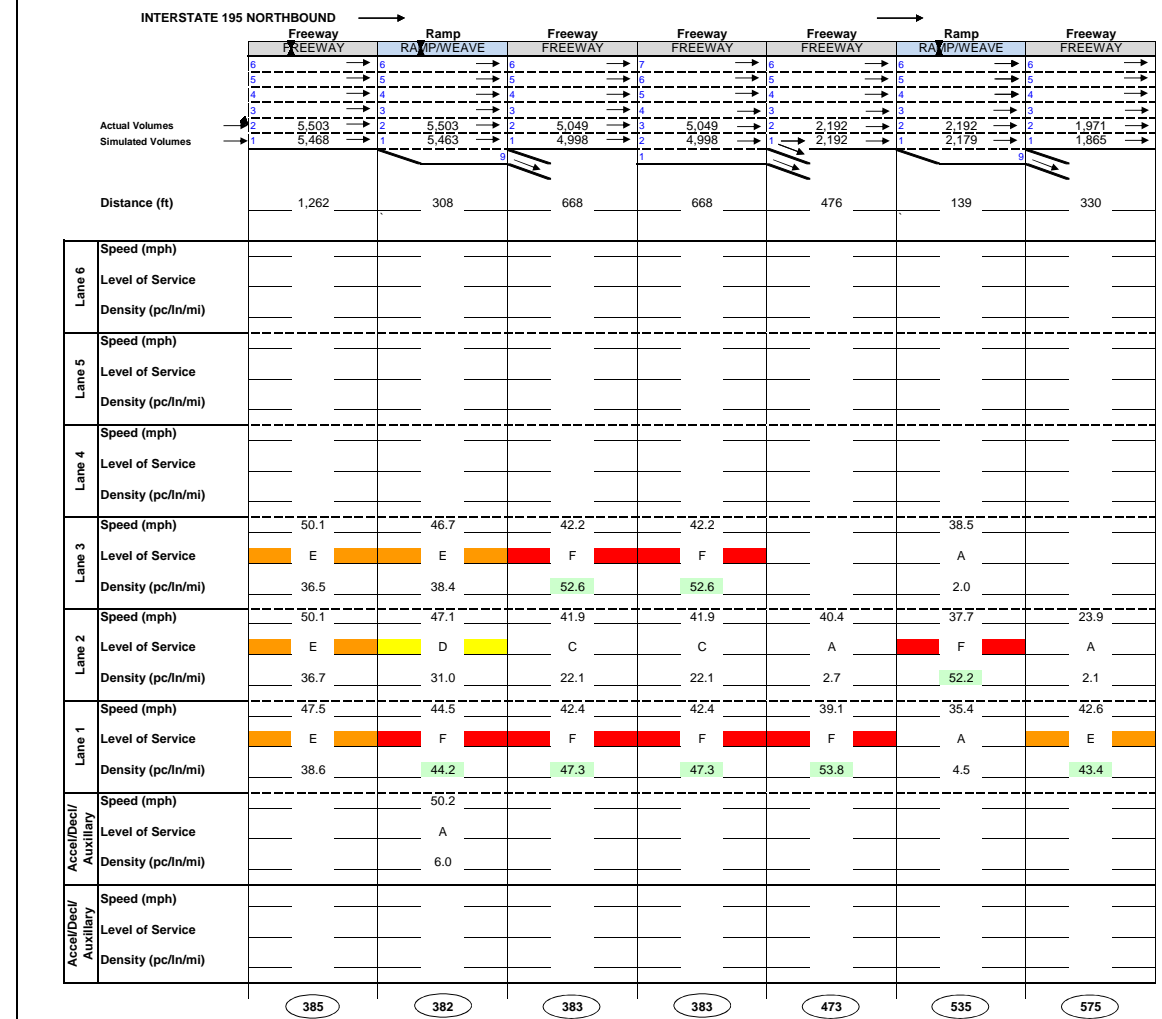 INTERSTATE 195 NORTHBOUND
Freeway Ramp Freeway Freeway Freeway Ramp Freeway
FREEWAY RAMP/WEAVE FREEWAY FREEWAY FREEWAY RAMP/WEAVE FREEWAY
6 6 6 7 6 6 6
5 5 5 6 5 5 5
4 4 4 5 4 4 4
3 3 3 4 3 3 3
Actual Volumes 2 5,503 2 5,503 2 5,049 3 5,049 2 2,192 2 2,192 2 1,971
Simulated Volumes 1 5,468 1 5,463 1 4,998 2 4,998 1 2,192 1 2,179 1 1,865
9 1 9
Distance (ft) 1,262 308 668 668 476 139 330
Lane 6
Speed (mph)
Level of Service
Density (pc/ln/mi)
Lane 5
Speed (mph)
Level of Service
Density (pc/ln/mi)
Lane 4
Speed (mph)
Level of Service
Density (pc/ln/mi)
Lane 3
Speed (mph) 50.1 46.7 42.2 42.2 38.5
Level of Service E E F F A
Density (pc/ln/mi) 36.5 38.4 52.6 52.6 2.0
Lane 2
Speed (mph) 50.1 47.1 41.9 41.9 40.4 37.7 23.9
Level of Service E D C C A F A
Density (pc/ln/mi) 36.7 31.0 22.1 22.1 2.7 52.2 2.1
Lane 1
Speed (mph) 47.5 44.5 42.4 42.4 39.1 35.4 42.6
Level of Service E F F F F A E
Density (pc/ln/mi) 38.6 44.2 47.3 47.3 53.8 4.5 43.4
Accel/Decl/
Auxillary
Speed (mph) 50.2
Level of Service A
Density (pc/ln/mi) 6.0
Accel/Decl/
Auxillary
Speed (mph)
Level of Service
Density (pc/ln/mi)
385 382 383 383 473 535 575